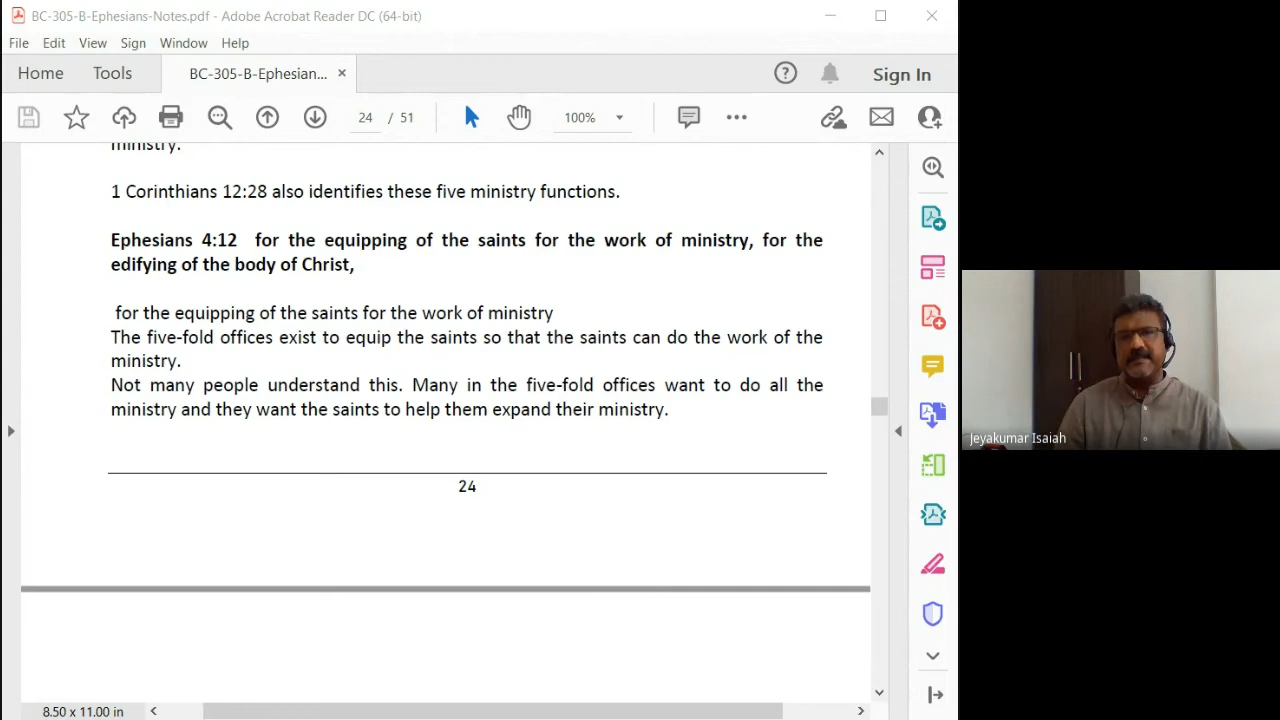 BC-305-B-Ephesians-Notes.pdf - Adobe Acrobat Reader DC (64-bit)
File Edit View Sign Window Help
Home Tools BC-305-B-Ephesian... × Sign In
24 / 51 100%
ministry.
1 Corinthians 12:28 also identifies these five ministry functions.
Ephesians 4:12 for the equipping of the saints for the work of ministry, for the
edifying of the body of Christ,
for the equipping of the saints for the work of ministry
The five-fold offices exist to equip the saints so that the saints can do the work of the
ministry.
Not many people understand this. Many in the five-fold offices want to do all the
ministry and they want the saints to help them expand their ministry.
24
8.50 x 11.00 in
Jeyakumar Isaiah